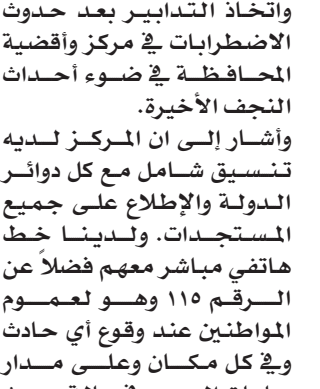 واتخاذ التدابير بعد حدوث
الاضطرابات في مركز وأقضية
المحافظة في ضوء أحداث
النجف الأخيرة.
وأشار إلى ان المركز لديه
تنسيق شامل مع كل دوائر
الدولة والإطلاع على جميع
المستجدات. ولدينا خط
هاتفي مباشر معهم فضلاً عن
الرقم ١١٥ وهو لعموم
المواطنين عند وقوع أي حادث
وفي كل مكان وعلى مدار